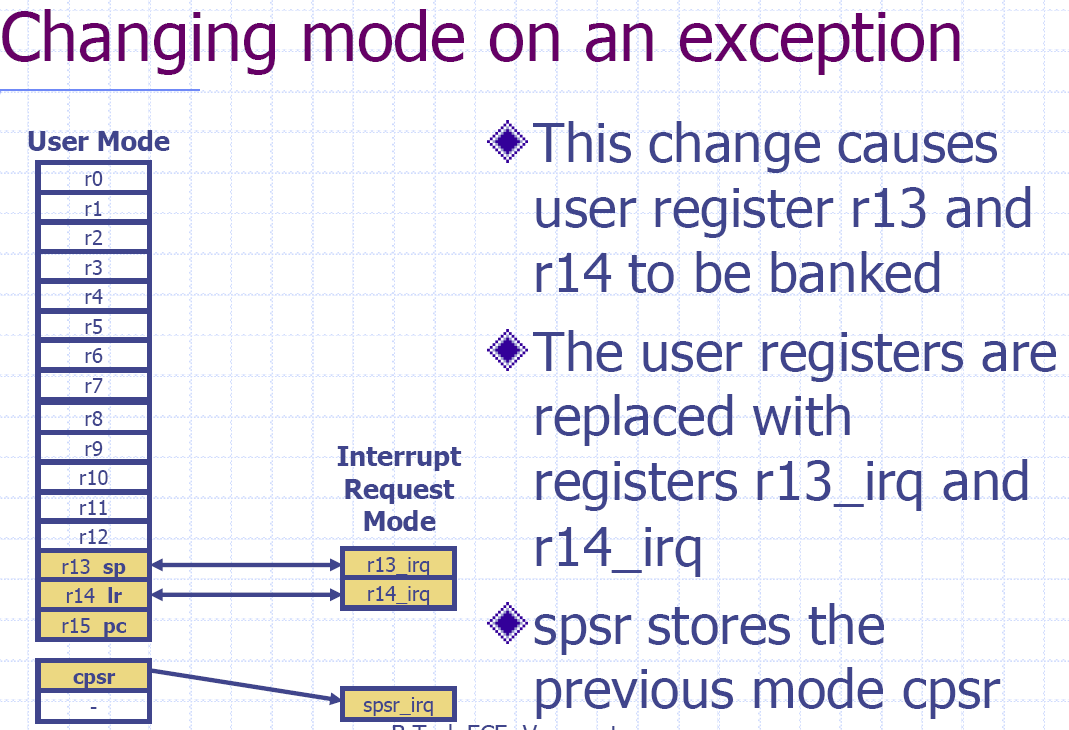 Changing mode on an exception
User Mode
r0
r1
r2
r3
r4
r5
r6
r7
r8
r9
r10
r11
r12
r13 sp
r14 lr
r15 pc
cpsr
-
Interrupt
Request
Mode
r13_irq
r14_irq
spsr_irq
This change causes
user register r13 and
r14 to be banked
The user registers are
replaced with
registers r13_irq and
r14_irq
spsr stores the
previous mode cpsr